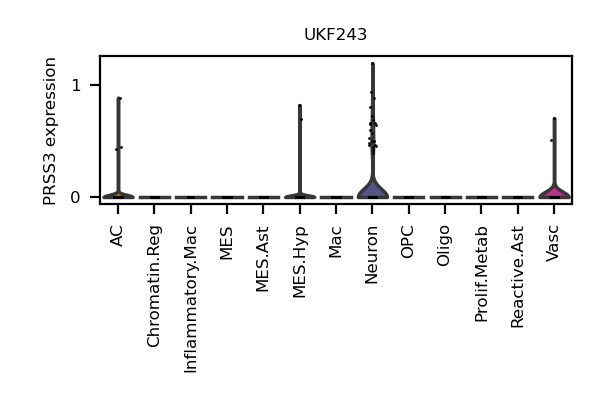 UKF243
PRSS3 expression
1
0
AC
Chromatin.Reg
Inflammatory.Mac
MES
MES.Ast
MES.Hyp
Mac
Neuron
OPC
Oligo
Prolif.Metab
Reactive.Ast
Vasc